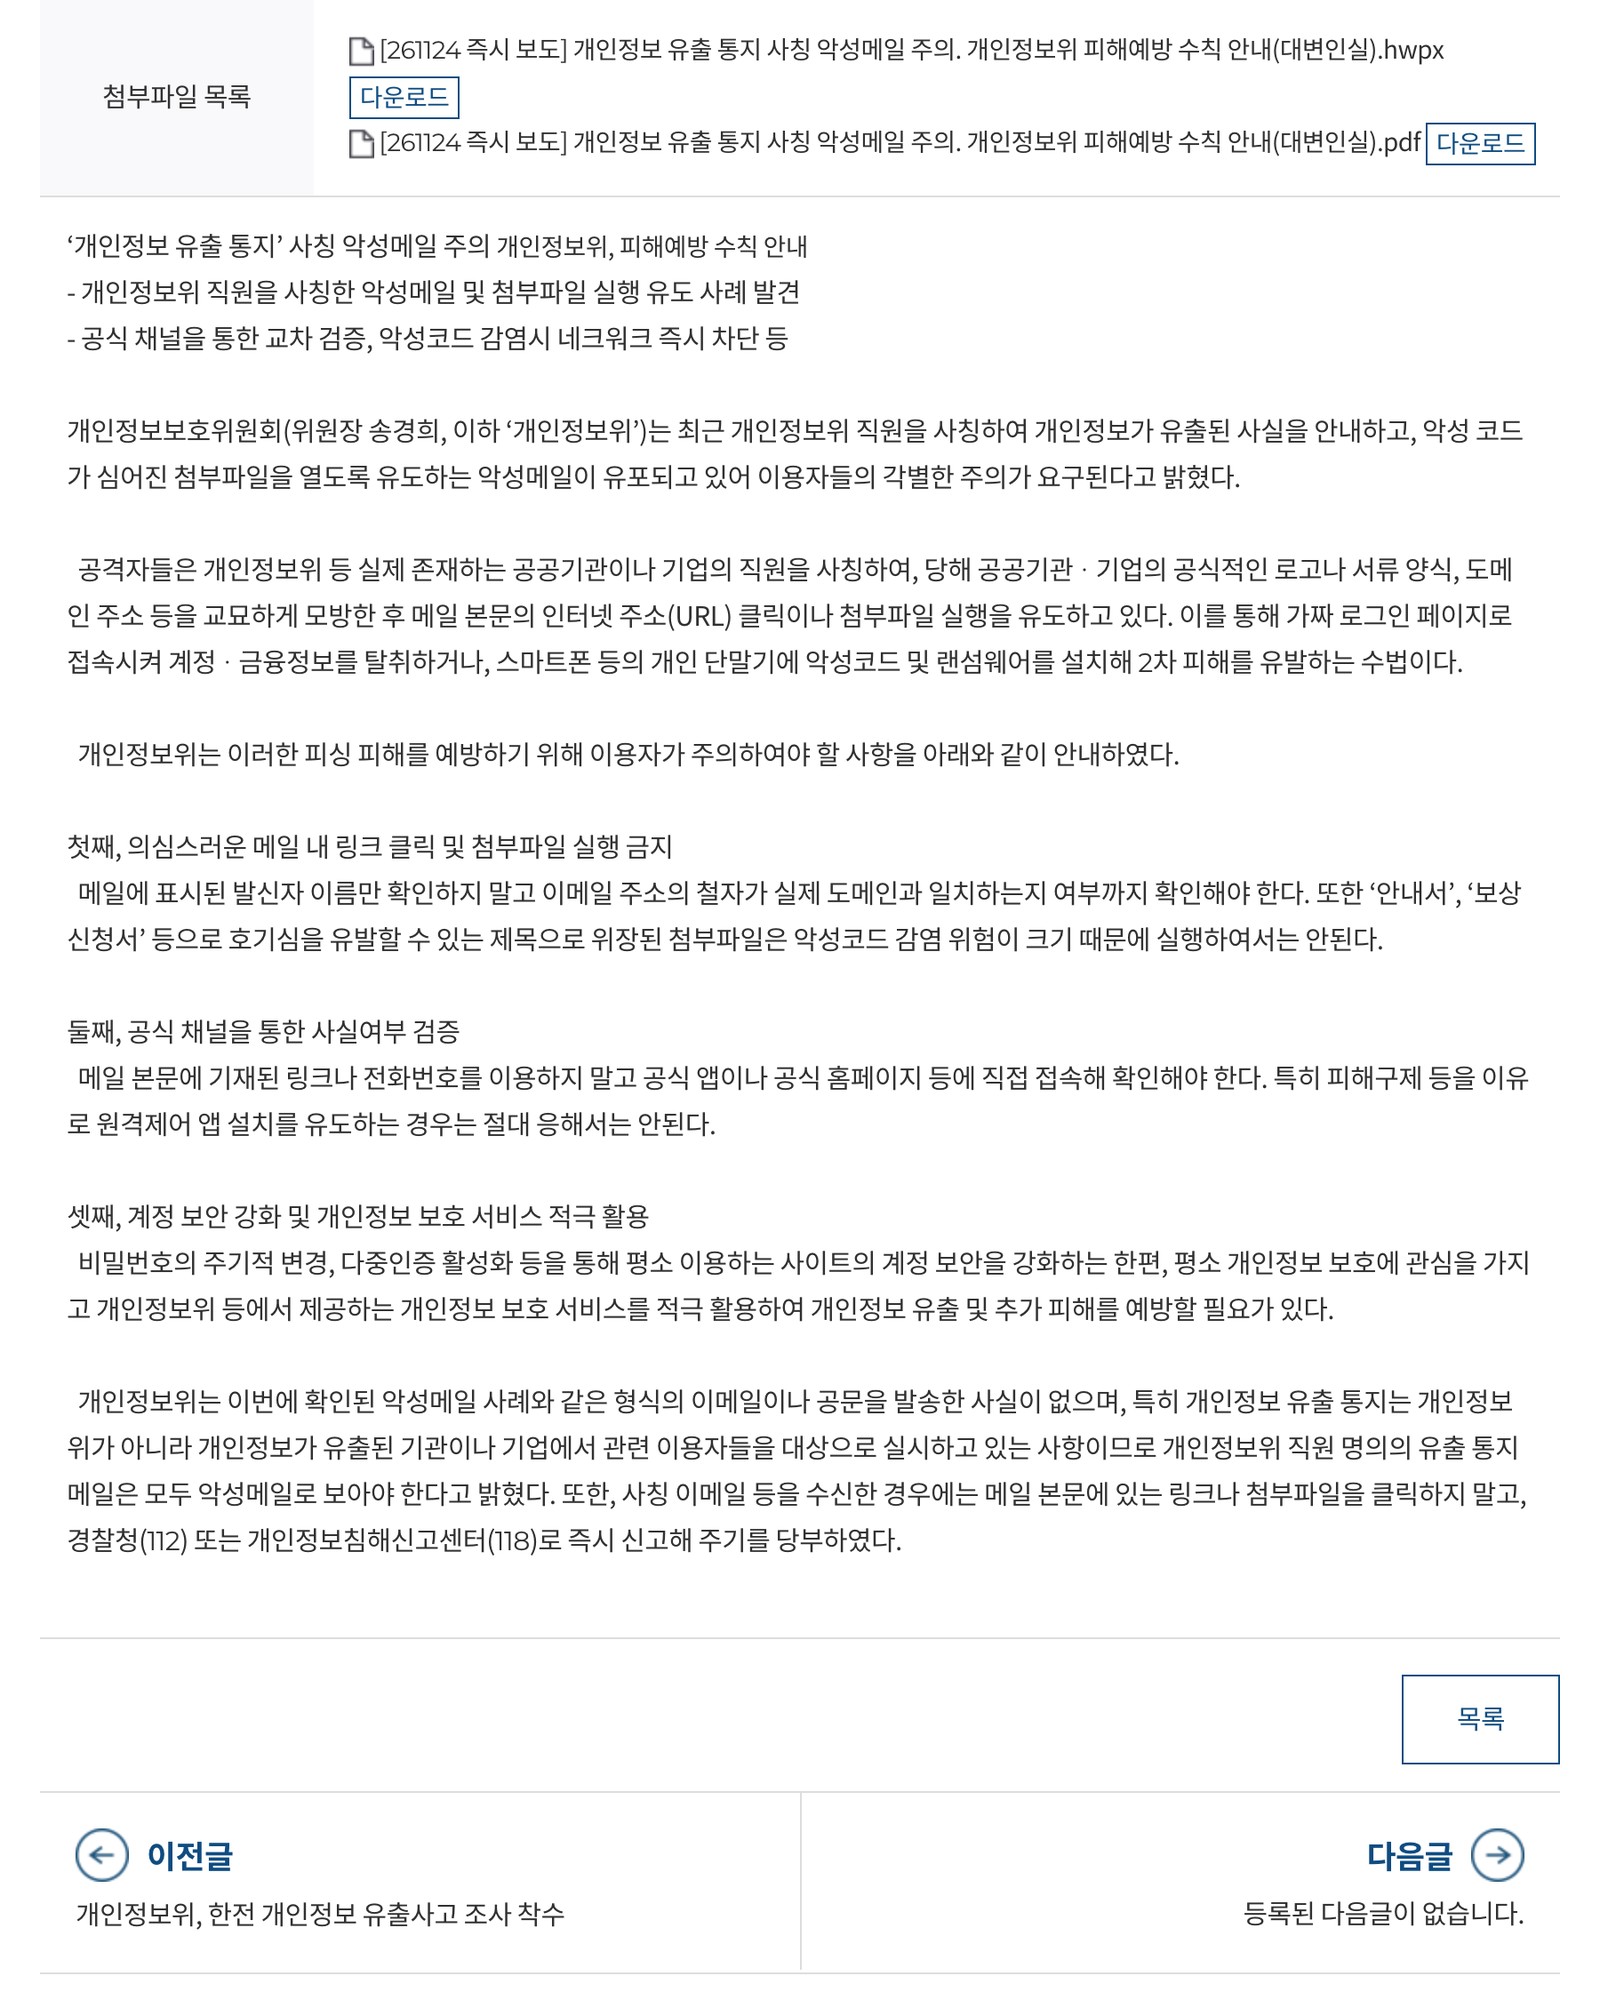 첨부파일 목록
[261124 즉시 보도] 개인정보 유출 통지 사칭 악성메일 주의. 개인정보위 피해예방 수칙 안내(대변인실).hwpx
다운로드
[261124 즉시 보도] 개인정보 유출 통지 사칭 악성메일 주의. 개인정보위 피해예방 수칙 안내(대변인실).pdf 다운로드
‘개인정보 유출 통지’ 사칭 악성메일 주의 개인정보위, 피해예방 수칙 안내
- 개인정보위 직원을 사칭한 악성메일 및 첨부파일 실행 유도 사례 발견
- 공식 채널을 통한 교차 검증, 악성코드 감염시 네크워크 즉시 차단 등
개인정보보호위원회(위원장 송경희, 이하 ‘개인정보위’)는 최근 개인정보위 직원을 사칭하여 개인정보가 유출된 사실을 안내하고, 악성 코드
가 심어진 첨부파일을 열도록 유도하는 악성메일이 유포되고 있어 이용자들의 각별한 주의가 요구된다고 밝혔다.
공격자들은 개인정보위 등 실제 존재하는 공공기관이나 기업의 직원을 사칭하여, 당해 공공기관‧기업의 공식적인 로고나 서류 양식, 도메
인 주소 등을 교묘하게 모방한 후 메일 본문의 인터넷 주소(URL) 클릭이나 첨부파일 실행을 유도하고 있다. 이를 통해 가짜 로그인 페이지로
접속시켜 계정‧금융정보를 탈취하거나, 스마트폰 등의 개인 단말기에 악성코드 및 랜섬웨어를 설치해 2차 피해를 유발하는 수법이다.
개인정보위는 이러한 피싱 피해를 예방하기 위해 이용자가 주의하여야 할 사항을 아래와 같이 안내하였다.
첫째, 의심스러운 메일 내 링크 클릭 및 첨부파일 실행 금지
메일에 표시된 발신자 이름만 확인하지 말고 이메일 주소의 철자가 실제 도메인과 일치하는지 여부까지 확인해야 한다. 또한 ‘안내서’, ‘보상
신청서’ 등으로 호기심을 유발할 수 있는 제목으로 위장된 첨부파일은 악성코드 감염 위험이 크기 때문에 실행하여서는 안된다.
둘째, 공식 채널을 통한 사실여부 검증
메일 본문에 기재된 링크나 전화번호를 이용하지 말고 공식 앱이나 공식 홈페이지 등에 직접 접속해 확인해야 한다. 특히 피해구제 등을 이유
로 원격제어 앱 설치를 유도하는 경우는 절대 응해서는 안된다.
셋째, 계정 보안 강화 및 개인정보 보호 서비스 적극 활용
비밀번호의 주기적 변경, 다중인증 활성화 등을 통해 평소 이용하는 사이트의 계정 보안을 강화하는 한편, 평소 개인정보 보호에 관심을 가지
고 개인정보위 등에서 제공하는 개인정보 보호 서비스를 적극 활용하여 개인정보 유출 및 추가 피해를 예방할 필요가 있다.
개인정보위는 이번에 확인된 악성메일 사례와 같은 형식의 이메일이나 공문을 발송한 사실이 없으며, 특히 개인정보 유출 통지는 개인정보
위가 아니라 개인정보가 유출된 기관이나 기업에서 관련 이용자들을 대상으로 실시하고 있는 사항이므로 개인정보위 직원 명의의 유출 통지
메일은 모두 악성메일로 보아야 한다고 밝혔다. 또한, 사칭 이메일 등을 수신한 경우에는 메일 본문에 있는 링크나 첨부파일을 클릭하지 말고,
경찰청(112) 또는 개인정보침해신고센터(118)로 즉시 신고해 주기를 당부하였다.
목록
이전글
개인정보위, 한전 개인정보 유출사고 조사 착수
다음글
등록된 다음글이 없습니다.